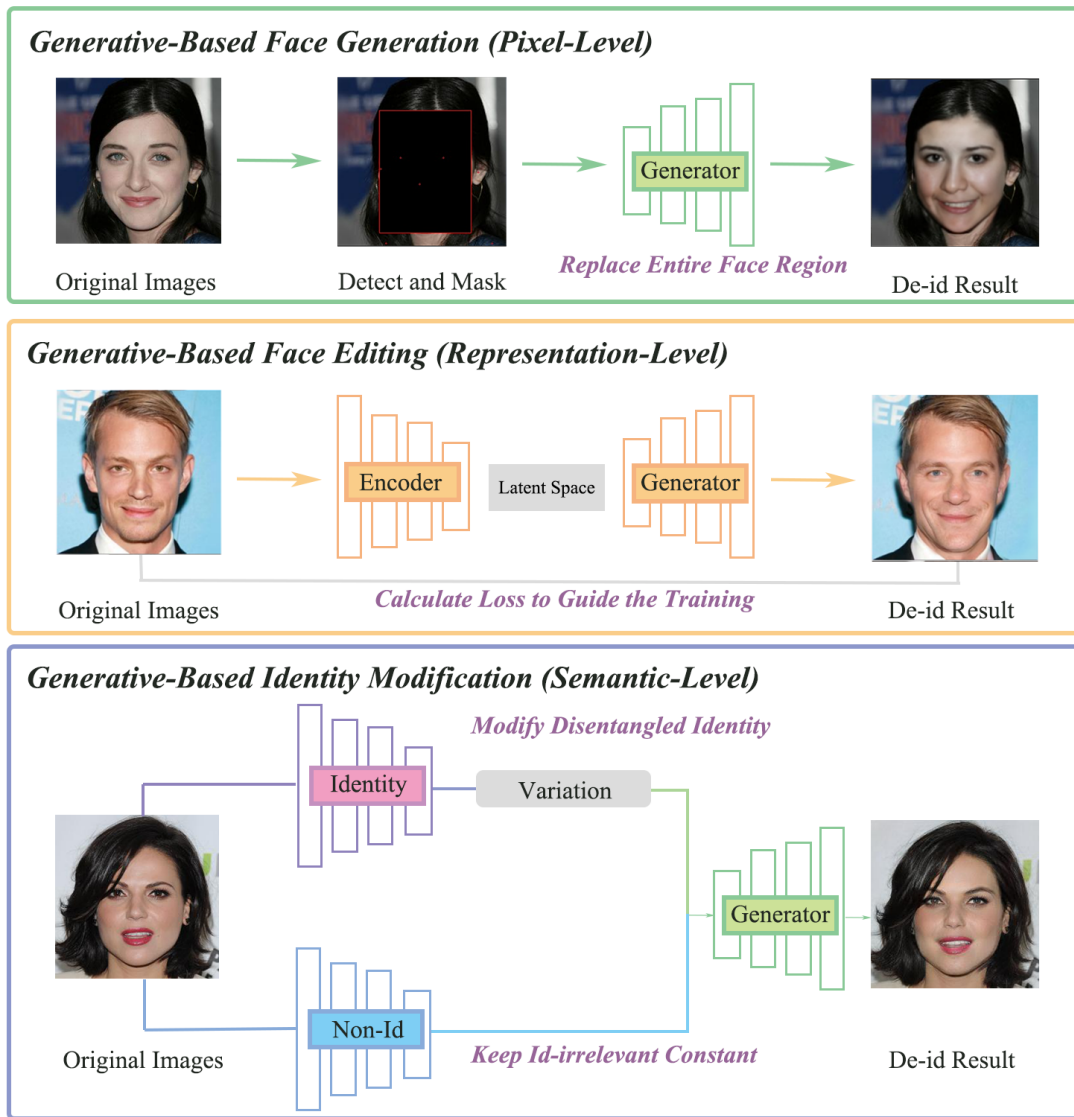 Generative-Based Face Generation (Pixel-Level)
Generator
Replace Entire Face Region
Original Images
Detect and Mask
De-id Result
Generative-Based Face Editing (Representation-Level)
EP
Encoder
Latent Space
Generator
Original Images
Calculate Loss to Guide the Training
De-id Result
Generative-Based Identity Modification (Semantic-Level)
Modify Disentangled Identity
Identity
Variation
Generator
Non-Id
Original Images
Keep Id-irrelevant Constant
De-id Result